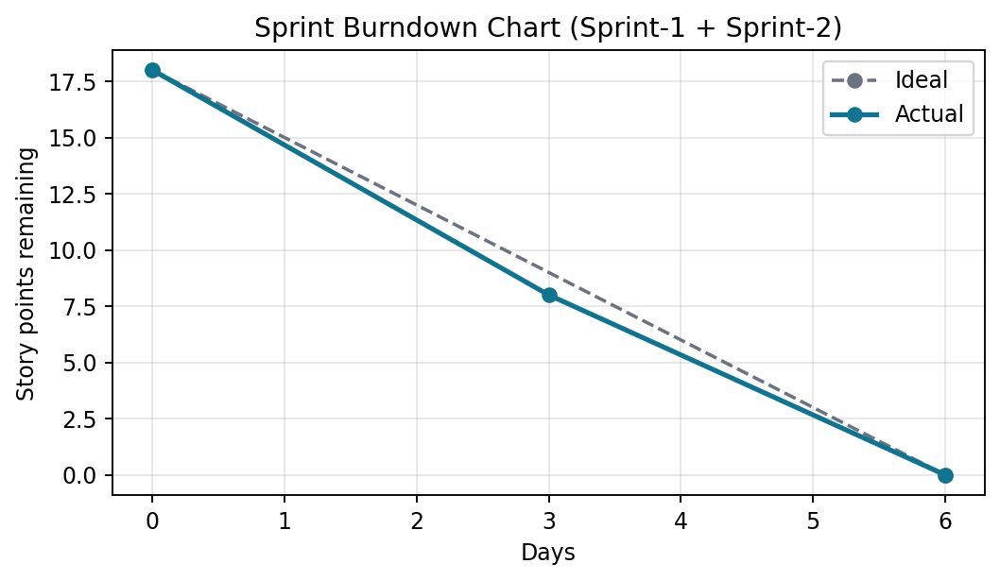 Sprint Burndown Chart (Sprint-1 + Sprint-2)
Ideal
Actual
Story points remaining
17.5
15.0
12.5
10.0
7.5
5.0
2.5
0.0
0 1 2 3 4 5 6
Days